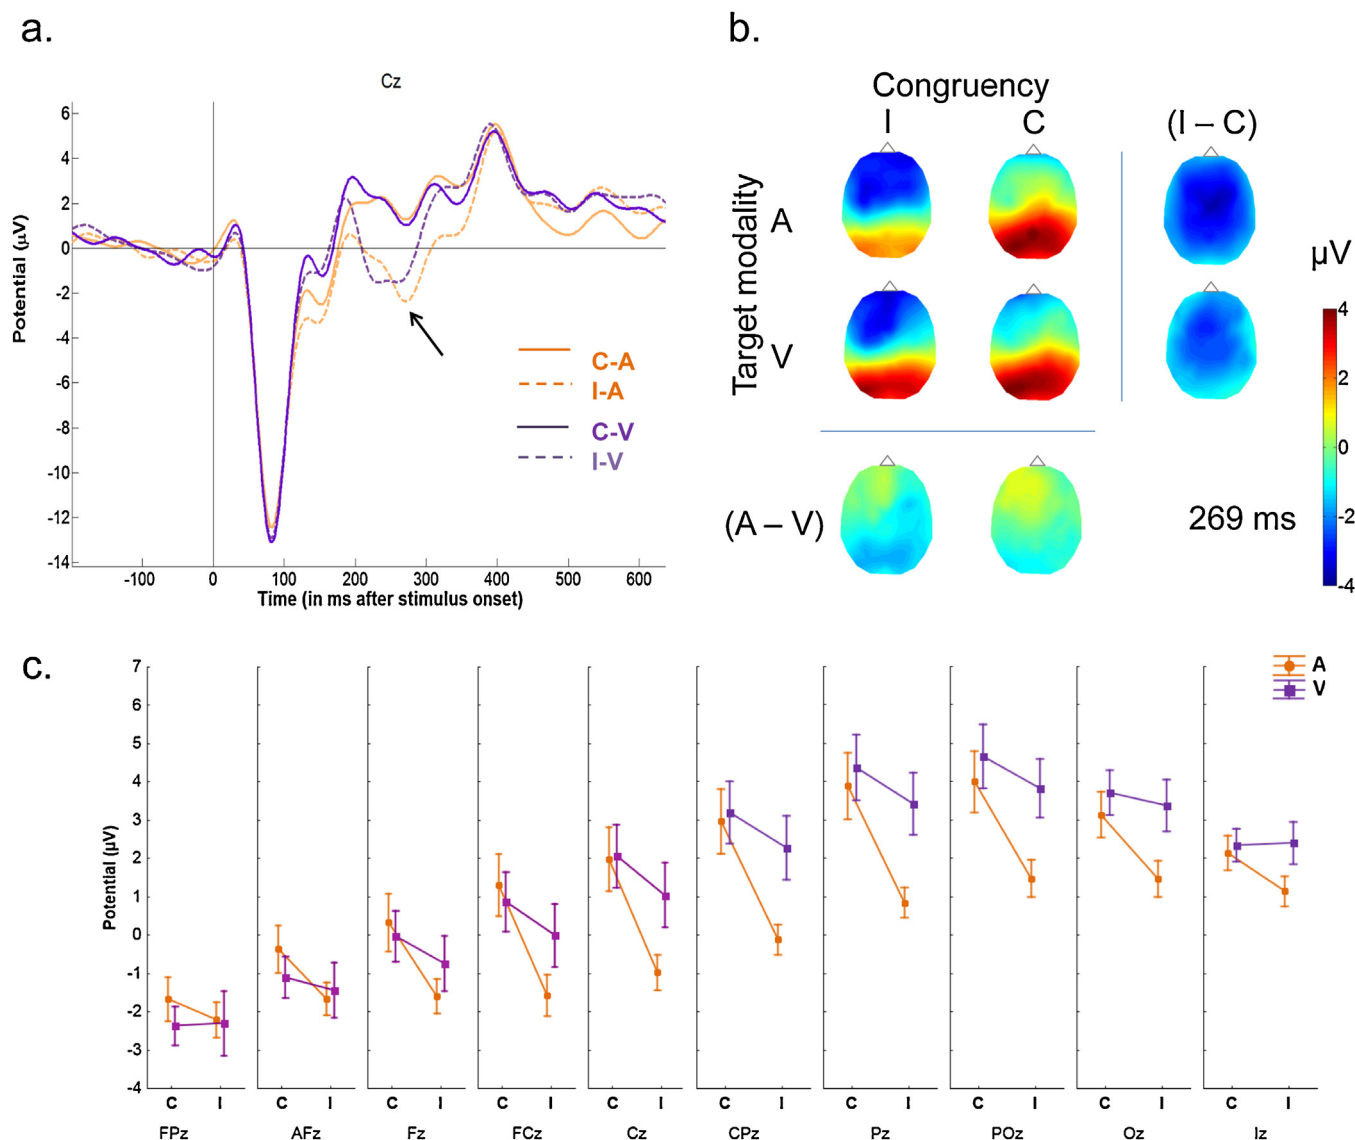 a.
Cz
6
4
2
0
-2
-4
-6
-8
-10
-12
-14
Potential (µV)
-100 0 100 200 300 400 500 600
Time (in ms after stimulus onset)
C-A
I-A
C-V
I-V
b.
Congruency
I C (I – C)
Target modality
A
V
(A – V)
269 ms
µV
4
2
0
-2
-4
c.
A
V
7
6
5
4
3
2
1
0
-1
-2
-3
-4
Potential (µV)
C I C I C I C I C I C I C I C I C I C I
FPz AFz Fz FCz Cz CPz Pz POz Oz Iz